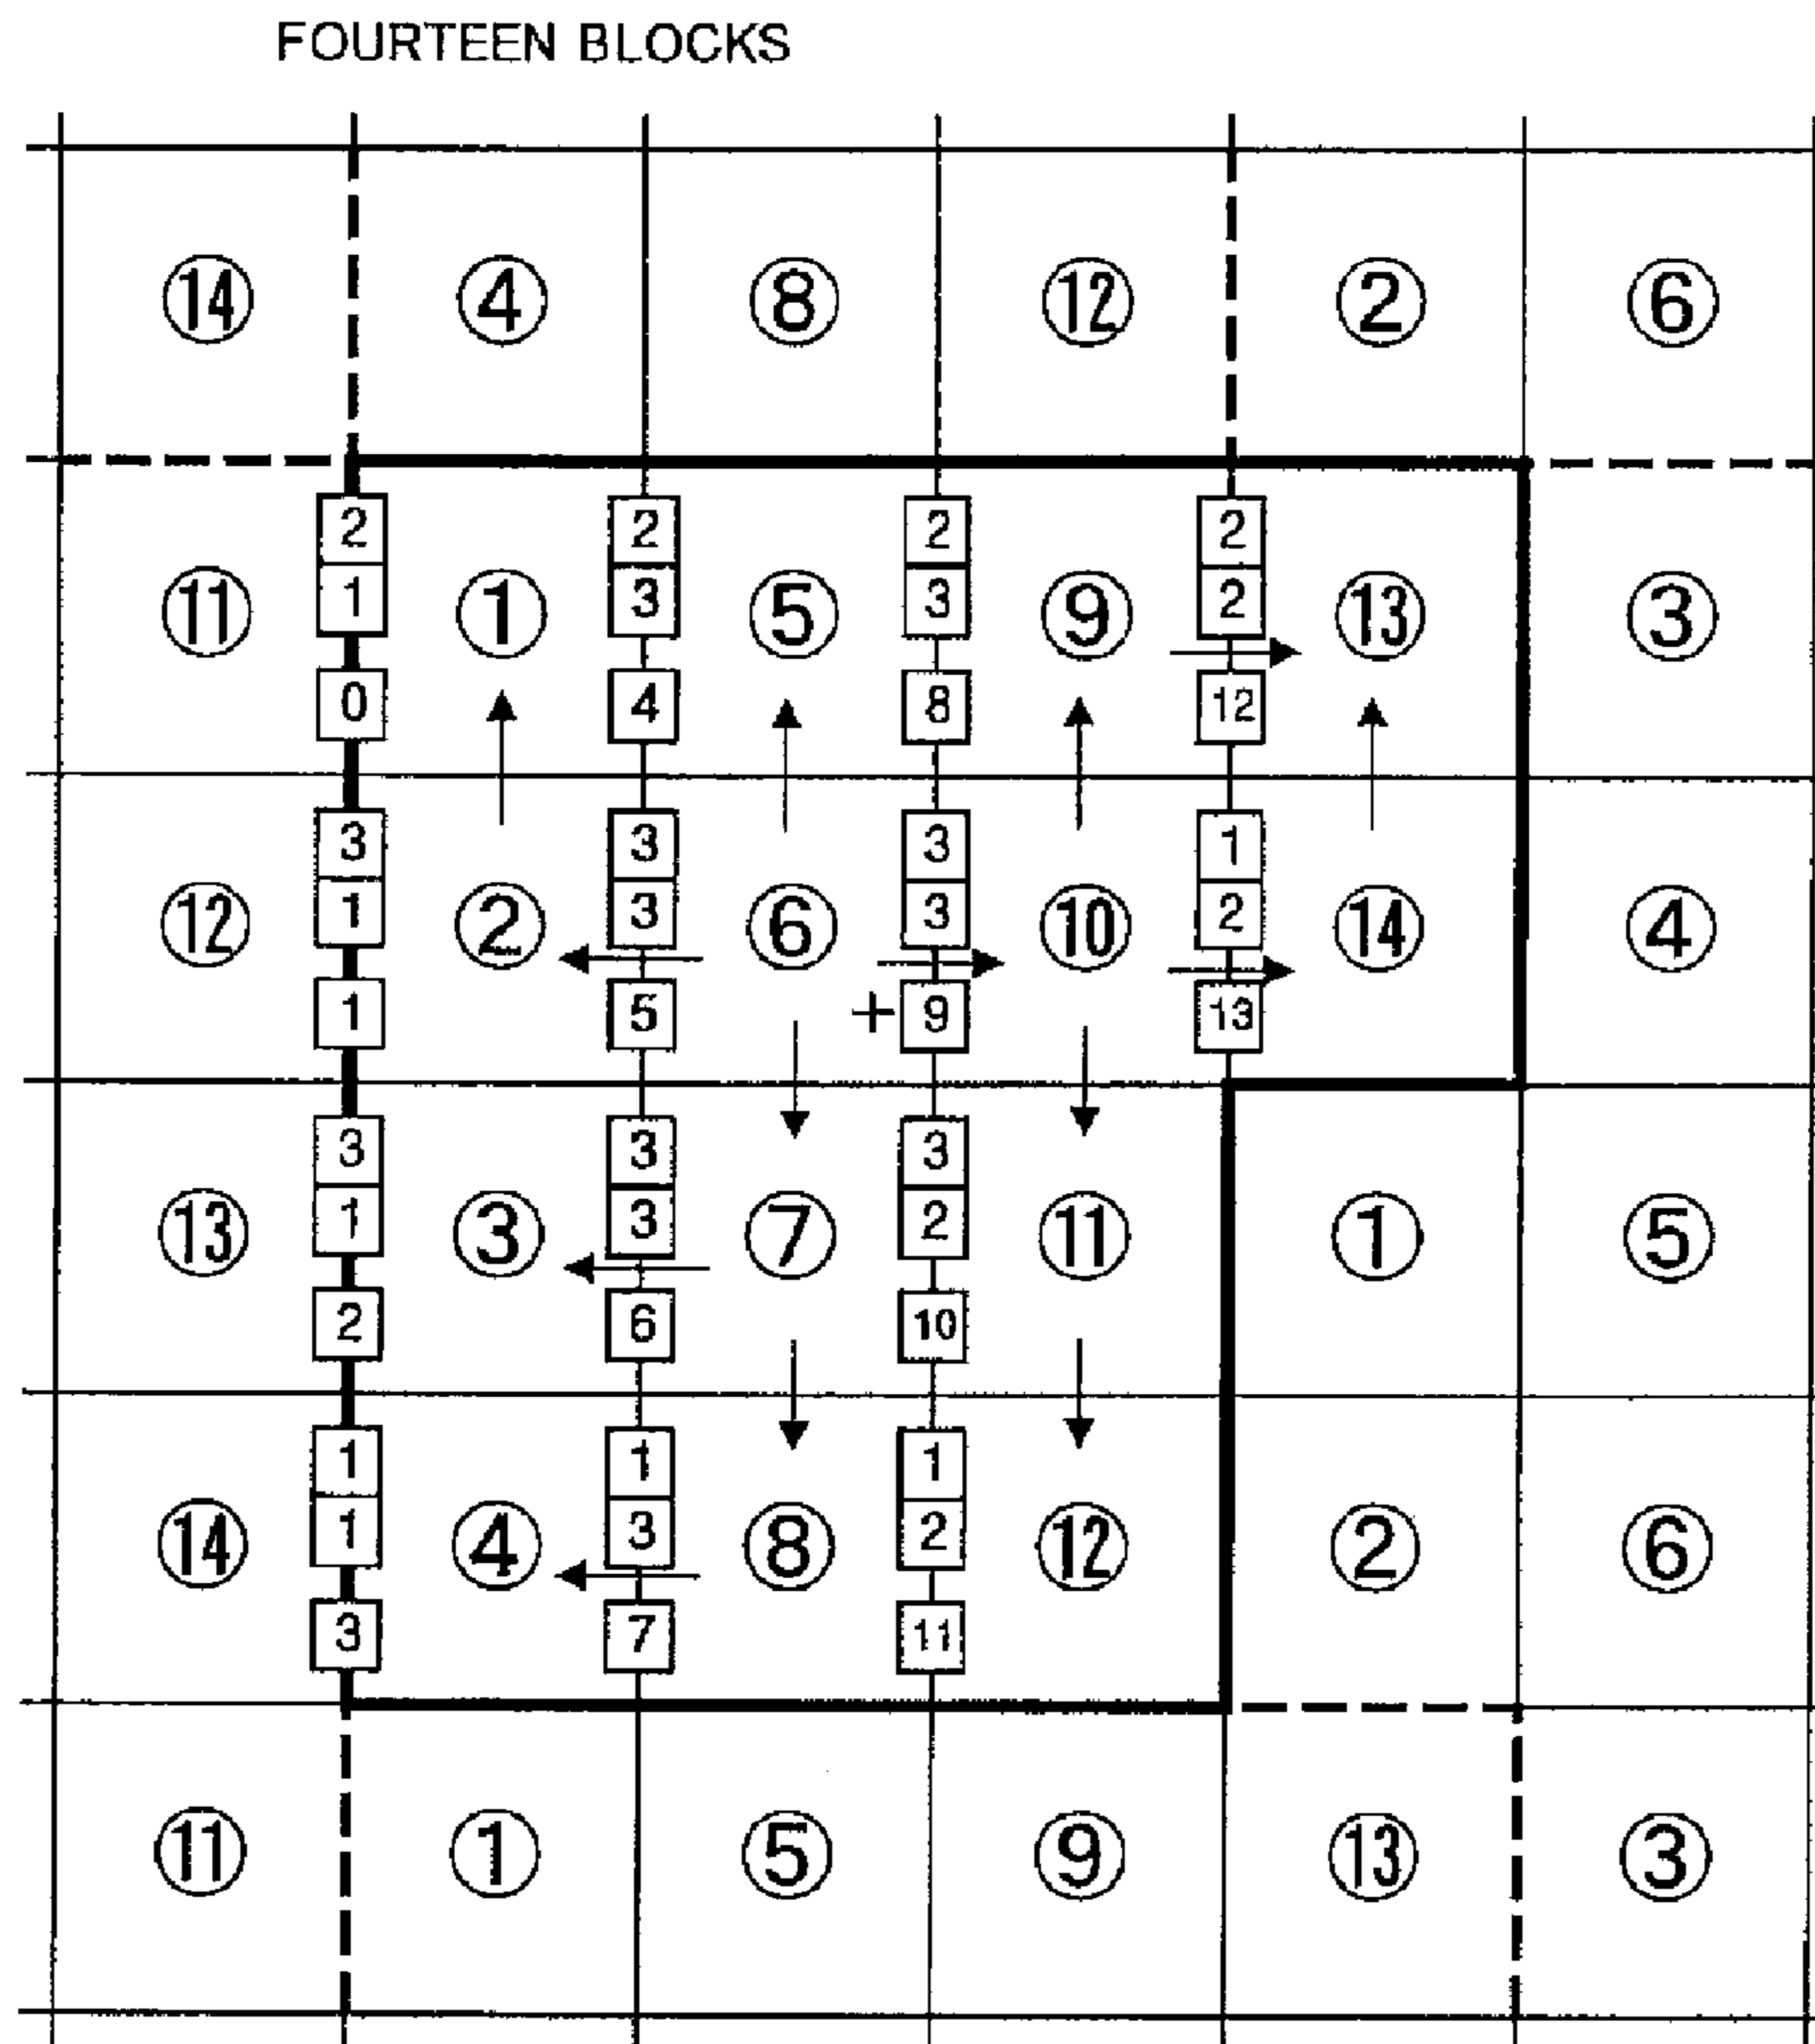 FOURTEEN BLOCKS
⑭ ④ ⑧ ⑫ ② ⑥
2 2 2 2
⑪ 1 ① 3 ⑤ 3 ⑨ 2 ⑬ ③
0 4 8 12
3 3 3 1
⑫ 1 ② 3 ⑥ 3 ⑩ 2 ⑭ ④
1 5 + 9 13
3 3 3
⑬ 1 ③ 3 ⑦ 2 ⑪ ① ⑤
2 6 10
1 1 1
⑭ 1 ④ 3 ⑧ 2 ⑫ ② ⑥
3 7 11
⑪ ① ⑤ ⑨ ⑬ ③